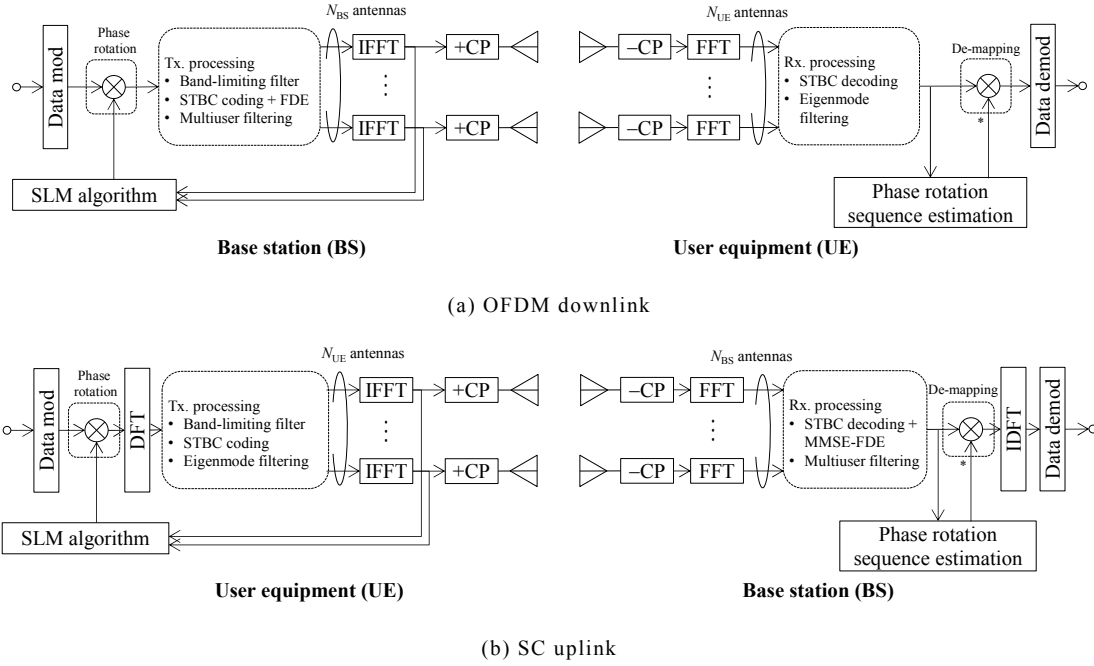 N_BS antennas
N_UE antennas
Phase
rotation
Data mod
Tx. processing
• Band-limiting filter
• STBC coding + FDE
• Multiuser filtering
IFFT
+CP
IFFT
+CP
SLM algorithm
–CP
FFT
–CP
FFT
Rx. processing
• STBC decoding
• Eigenmode
filtering
De-mapping
*
Data demod
Phase rotation
sequence estimation
Base station (BS)
User equipment (UE)
(a) OFDM downlink
N_UE antennas
N_BS antennas
Phase
rotation
Data mod
DFT
Tx. processing
• Band-limiting filter
• STBC coding
• Eigenmode filtering
IFFT
+CP
IFFT
+CP
SLM algorithm
–CP
FFT
–CP
FFT
Rx. processing
• STBC decoding +
MMSE-FDE
• Multiuser filtering
De-mapping
*
IDFT
Data demod
Phase rotation
sequence estimation
User equipment (UE)
Base station (BS)
(b) SC uplink